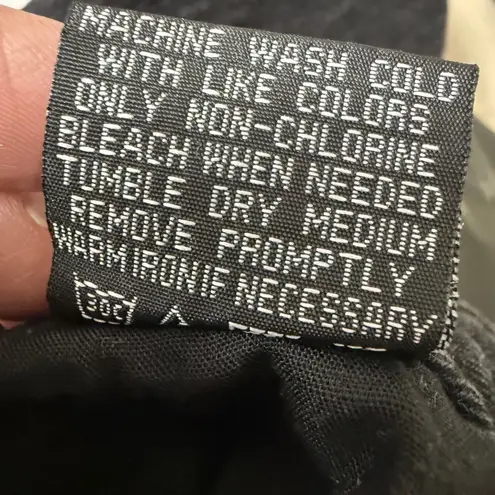 MACHINE WASH COLD
WITH LIKE COLORS
ONLY NON-CHLORINE
BLEACH WHEN NEEDED
TUMBLE DRY MEDIUM
REMOVE PROMPTLY
WARM IRON IF NECESSARY
30C